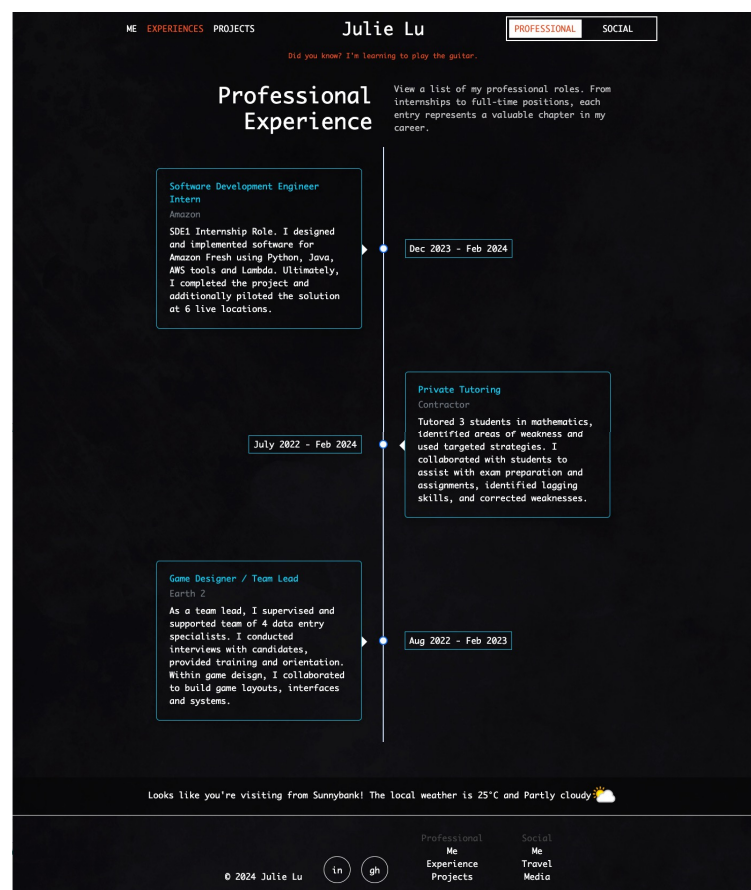 ME EXPERIENCES PROJECTS
Julie Lu
PROFESSIONAL SOCIAL
Did you know? I'm learning to play the guitar.
Professional
Experience
View a list of my professional roles. From
internships to full-time positions, each
entry represents a valuable chapter in my
career.
Software Development Engineer
Intern
Amazon
SDE1 Internship Role. I designed
and implemented software for
Amazon Fresh using Python, Java,
AWS tools and Lambda. Ultimately,
I completed the project and
additionally piloted the solution
at 6 live locations.
Dec 2023 - Feb 2024
Private Tutoring
Contractor
Tutored 3 students in mathematics,
identified areas of weakness and
used targeted strategies. I
collaborated with students to
assist with exam preparation and
assignments, identified lagging
skills, and corrected weaknesses.
July 2022 - Feb 2024
Game Designer / Team Lead
Earth 2
As a team lead, I supervised and
supported team of 4 data entry
specialists. I conducted
interviews with candidates,
provided training and orientation.
Within game deisgn, I collaborated
to build game layouts, interfaces
and systems.
Aug 2022 - Feb 2023
Looks like you're visiting from Sunnybank! The local weather is 25°C and Partly cloudy
© 2024 Julie Lu
in
gh
Professional
Me
Experience
Projects
Social
Me
Travel
Media